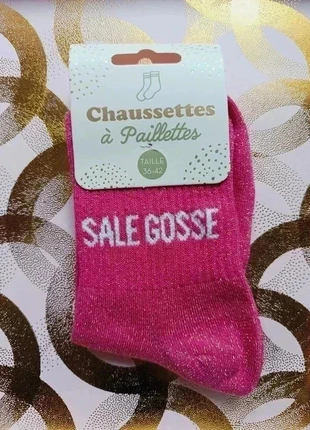 Chaussettes
à Paillettes
TAILLE
36-42
SALE GOSSE